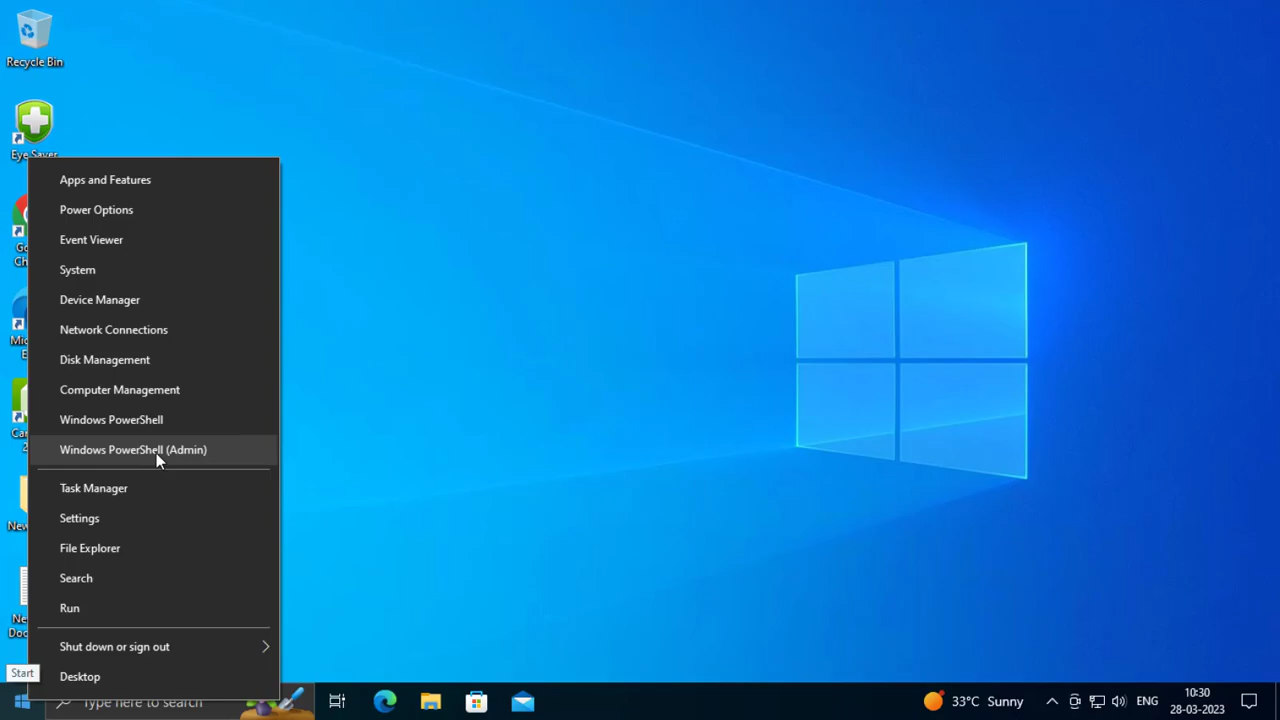 Recycle Bin
Eye Saver
Apps and Features
Power Options
Event Viewer
System
Device Manager
Network Connections
Disk Management
Computer Management
Windows PowerShell
Windows PowerShell (Admin)
Task Manager
Settings
File Explorer
Search
Run
Shut down or sign out
Desktop
Start
Type here to search
33°C Sunny
ENG
10:30
28-03-2023